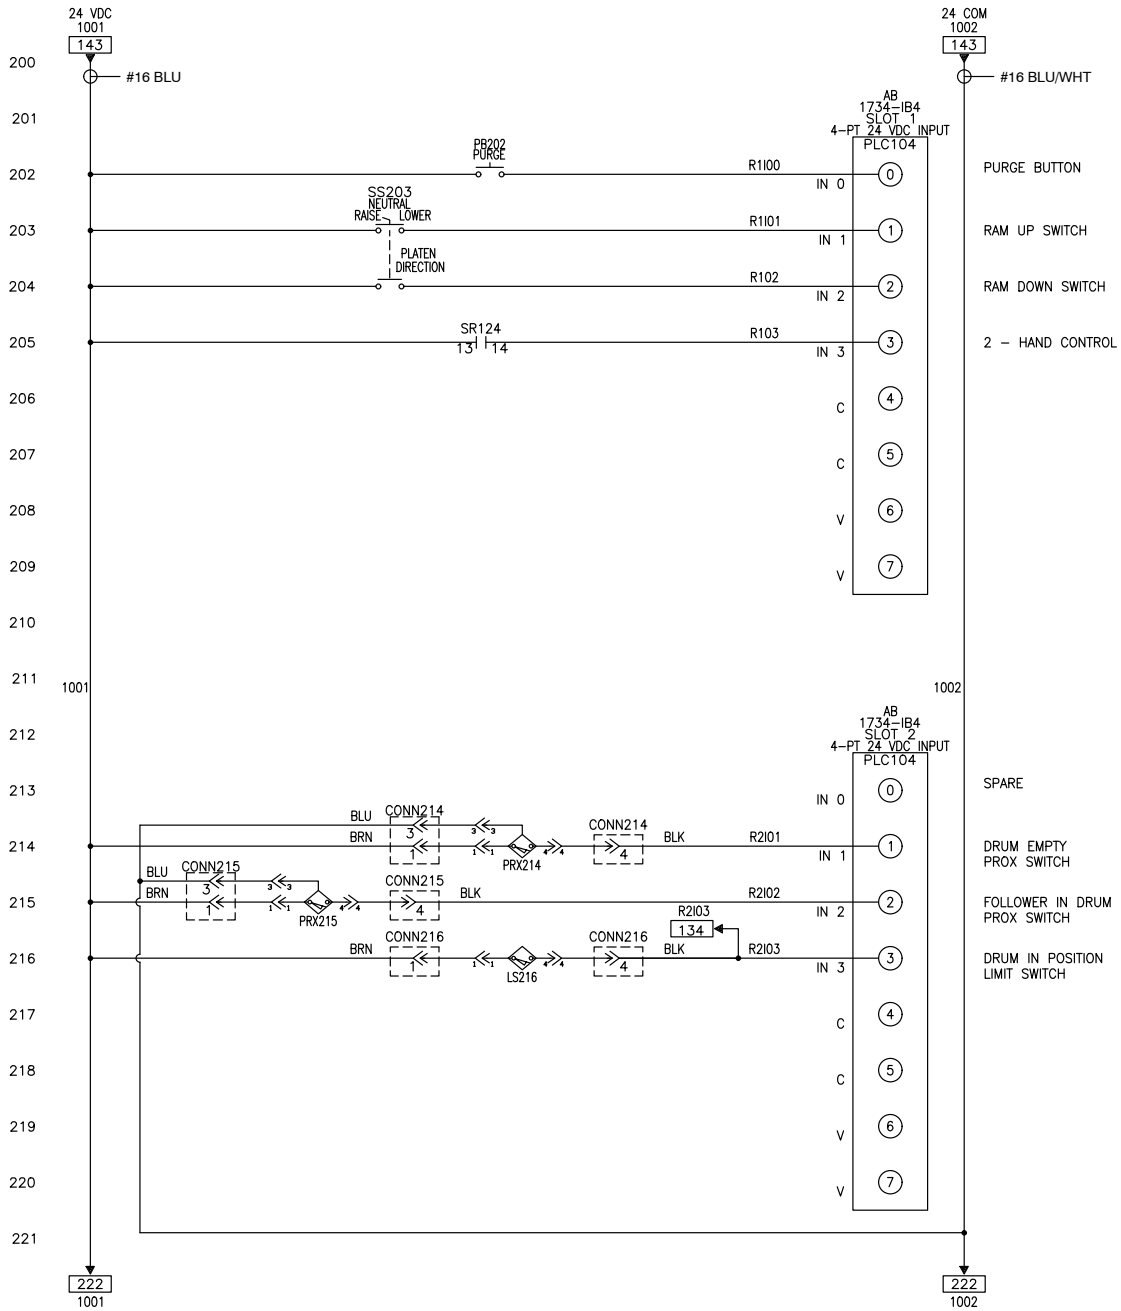 24 VDC
1001
143
24 COM
1002
143
200
#16 BLU
#16 BLU/WHT
201
AB
1734-IB4
SLOT 1
4-PT 24 VDC INPUT
PLC104
202
PB202
PURGE
R1I00
IN 0
0
PURGE BUTTON
203
SS203
NEUTRAL
RAISE LOWER
R1I01
IN 1
1
RAM UP SWITCH
PLATEN
DIRECTION
204
R102
IN 2
2
RAM DOWN SWITCH
205
SR124
13 14
R103
IN 3
3
2 - HAND CONTROL
206
C
4
207
C
5
208
V
6
209
V
7
210
211
1001
1002
212
AB
1734-IB4
SLOT 2
4-PT 24 VDC INPUT
PLC104
213
IN 0
0
SPARE
BLU
CONN214
3
3 3
CONN214
214
BRN
1
1 1
PRX214
4 4
4
BLK
R2I01
IN 1
1
DRUM EMPTY
PROX SWITCH
BLU
CONN215
3
3 3
CONN215
215
BRN
1
1 1
PRX215
4 4
4
BLK
R2I02
IN 2
2
FOLLOWER IN DRUM
PROX SWITCH
R2I03
134
216
BRN
CONN216
1
1 1
LS216
4 4
CONN216
4
BLK
R2I03
IN 3
3
DRUM IN POSITION
LIMIT SWITCH
217
C
4
218
C
5
219
V
6
220
V
7
221
222
1001
222
1002